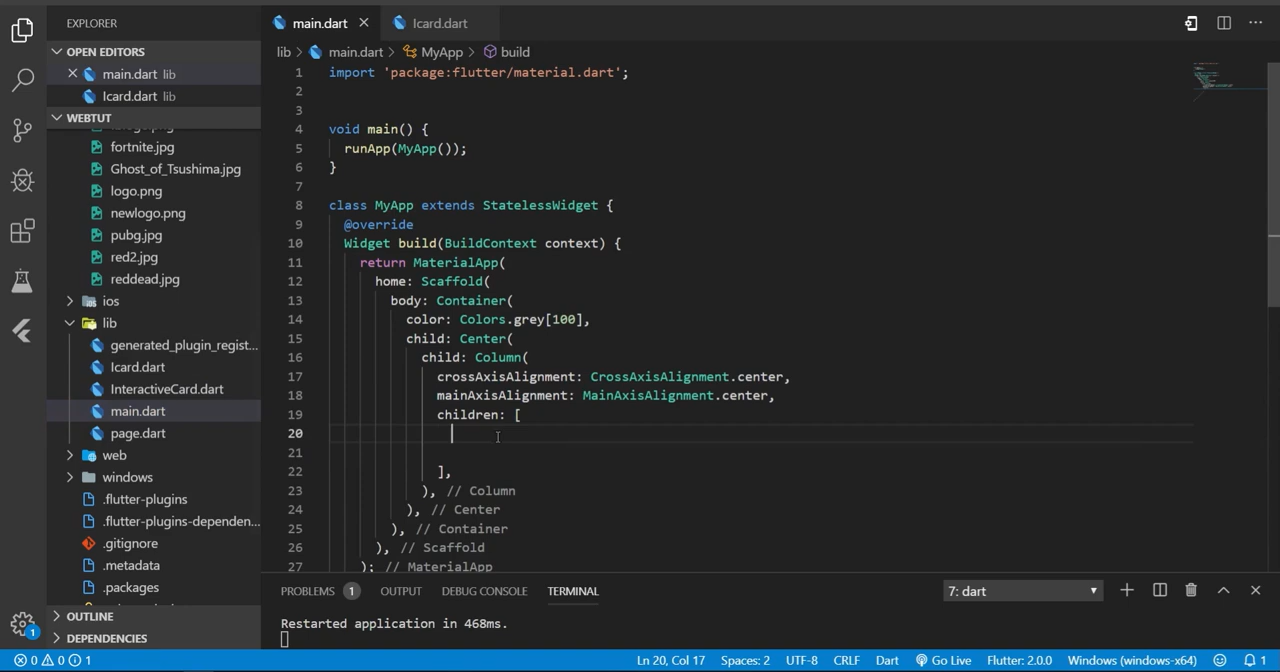 EXPLORER
OPEN EDITORS
main.dart lib
Icard.dart lib
WEBTUT
fortnite.jpg
Ghost_of_Tsushima.jpg
logo.png
newlogo.png
pubg.jpg
red2.jpg
reddead.jpg
ios
lib
generated_plugin_regist...
Icard.dart
InteractiveCard.dart
main.dart
page.dart
web
windows
.flutter-plugins
.flutter-plugins-dependen...
.gitignore
.metadata
.packages
OUTLINE
DEPENDENCIES
1
main.dart
Icard.dart
lib > main.dart > MyApp > build
1 import 'package:flutter/material.dart';
2
3
4 void main() {
5 runApp(MyApp());
6 }
7
8 class MyApp extends StatelessWidget {
9 @override
10 Widget build(BuildContext context) {
11 return MaterialApp(
12 home: Scaffold(
13 body: Container(
14 color: Colors.grey[100],
15 child: Center(
16 child: Column(
17 crossAxisAlignment: CrossAxisAlignment.center,
18 mainAxisAlignment: MainAxisAlignment.center,
19 children: [
20
21
22 ],
23 ), // Column
24 ), // Center
25 ), // Container
26 ), // Scaffold
27 ); // MaterialApp
PROBLEMS 1 OUTPUT DEBUG CONSOLE TERMINAL 7: dart
Restarted application in 468ms.
0 0 1 Ln 20, Col 17 Spaces: 2 UTF-8 CRLF Dart Go Live Flutter: 2.0.0 Windows (windows-x64) 1